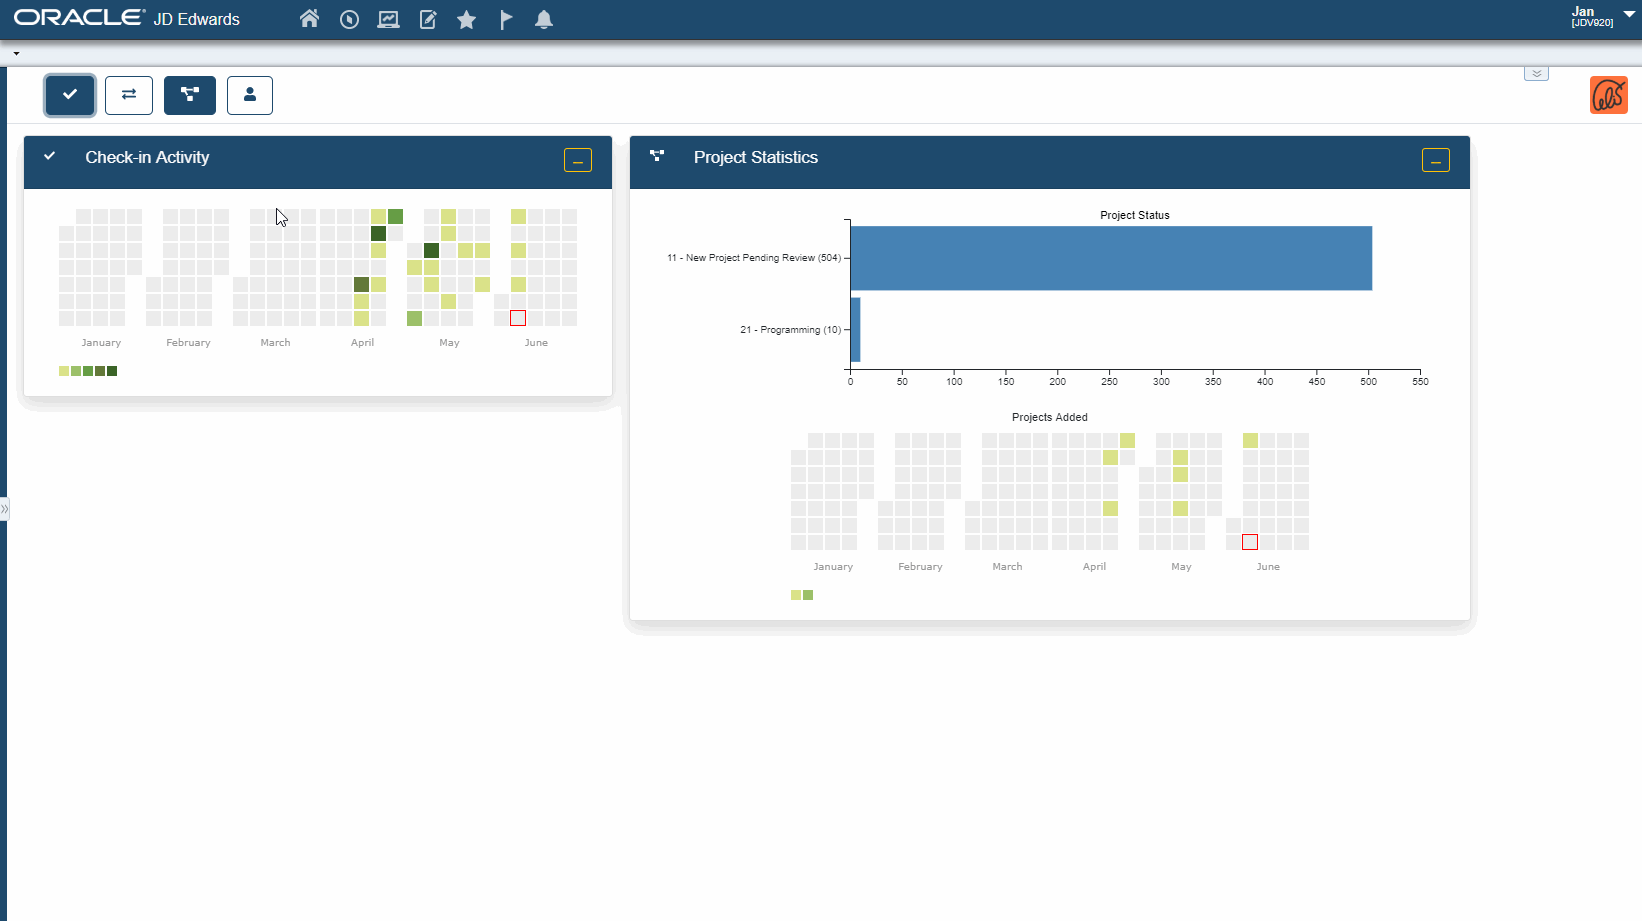 ORACLE JD Edwards
Jan
[JDV920]
Check-in Activity
January February March April May June
Project Statistics
Project Status
11 - New Project Pending Review (504)
21 - Programming (10)
0 50 100 150 200 250 300 350 400 450 500 550
Projects Added
January February March April May June